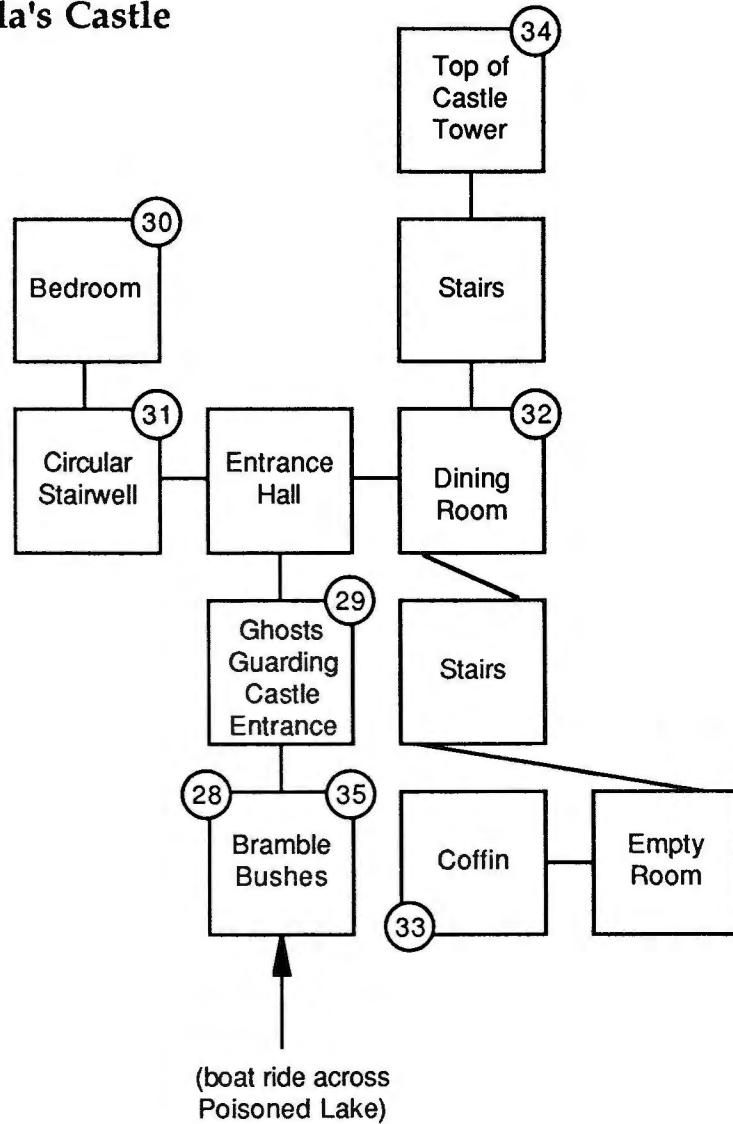 la's Castle
34
Top of
Castle
Tower
30
Bedroom
Stairs
31
Circular
Stairwell
Entrance
Hall
32
Dining
Room
29
Ghosts
Guarding
Castle
Entrance
Stairs
28
35
Bramble
Bushes
Coffin
33
Empty
Room
(boat ride across
Poisoned Lake)